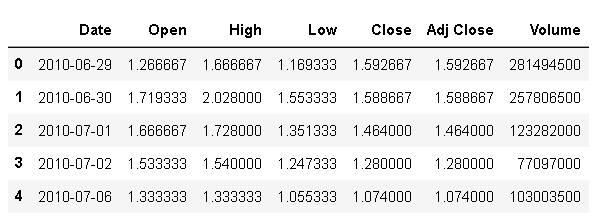 Date Open High Low Close Adj Close Volume
0 2010-06-29 1.266667 1.666667 1.169333 1.592667 1.592667 281494500
1 2010-06-30 1.719333 2.028000 1.553333 1.588667 1.588667 257806500
2 2010-07-01 1.666667 1.728000 1.351333 1.464000 1.464000 123282000
3 2010-07-02 1.533333 1.540000 1.247333 1.280000 1.280000 77097000
4 2010-07-06 1.333333 1.333333 1.055333 1.074000 1.074000 103003500